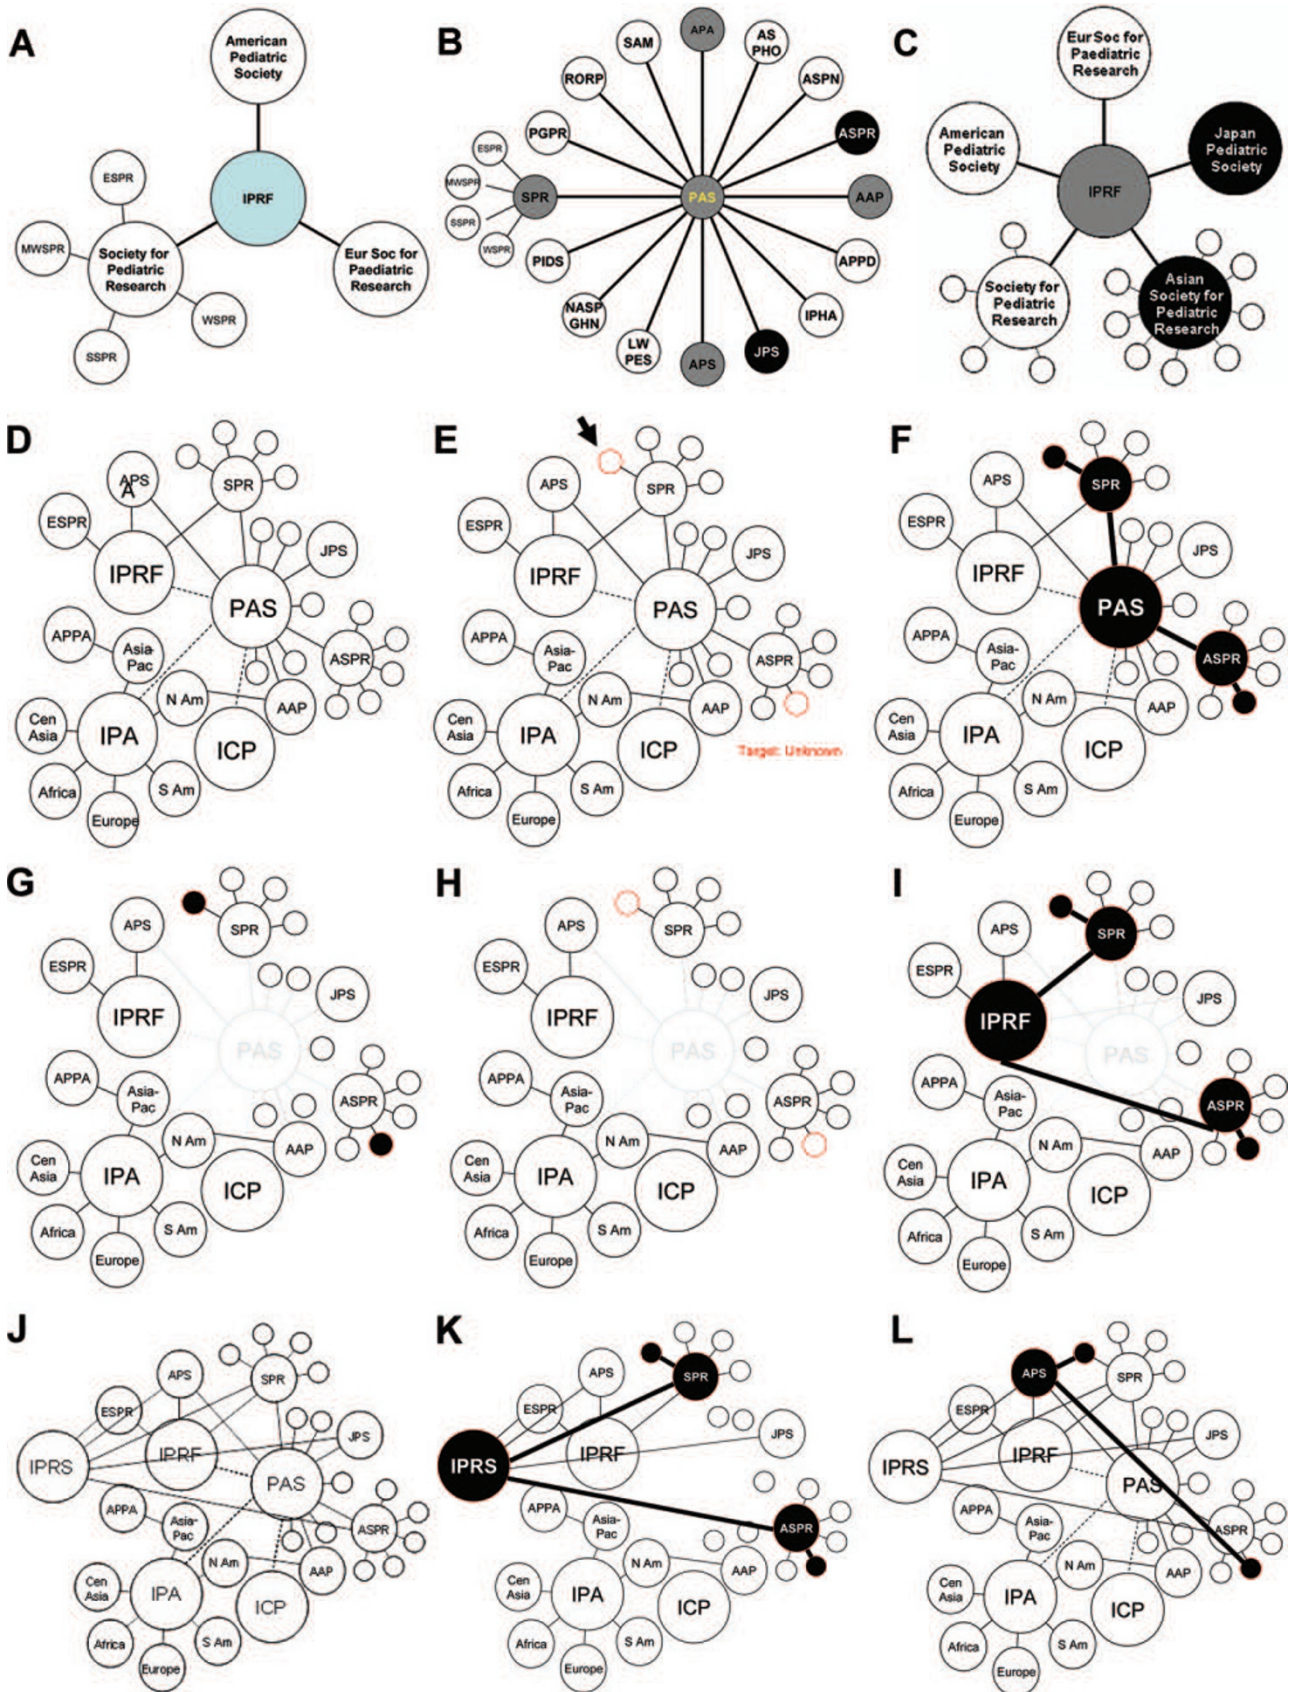 A
American
Pediatric
Society
IPRF
ESPR
MWSPR
Society for
Pediatric
Research
WSPR
SSPR
Eur Soc for
Paediatric
Research
B
APA
SAM
AS
PHO
RORP
ASPN
PGPR
ASPR
ESPR
MWSPR
SSPR
WSPR
SPR
PAS
AAP
PIDS
APPD
NASP
GHN
IPHA
LW
PES
APS
JPS
C
Eur Soc for
Paediatric
Research
American
Pediatric
Society
Japan
Pediatric
Society
IPRF
Society for
Pediatric
Research
Asian
Society for
Pediatric
Research
D
APS
A
SPR
ESPR
JPS
IPRF
PAS
APPA
Asia-
Pac
ASPR
N Am
AAP
Cen
Asia
IPA
ICP
Africa
S Am
Europe
E
APS
SPR
ESPR
JPS
IPRF
PAS
APPA
Asia-
Pac
ASPR
N Am
AAP
Cen
Asia
IPA
ICP
Target: Unknown
Africa
S Am
Europe
F
APS
SPR
ESPR
JPS
IPRF
PAS
APPA
Asia-
Pac
ASPR
N Am
AAP
Cen
Asia
IPA
ICP
Africa
S Am
Europe
G
APS
SPR
ESPR
JPS
IPRF
PAS
APPA
Asia-
Pac
ASPR
N Am
AAP
Cen
Asia
IPA
ICP
Africa
S Am
Europe
H
APS
SPR
ESPR
JPS
IPRF
PAS
APPA
Asia-
Pac
ASPR
N Am
AAP
Cen
Asia
IPA
ICP
Africa
S Am
Europe
I
APS
SPR
ESPR
JPS
IPRF
PAS
APPA
Asia-
Pac
ASPR
N Am
AAP
Cen
Asia
IPA
ICP
Africa
S Am
Europe
J
APS
SPR
ESPR
JPS
IPRS
IPRF
PAS
APPA
Asia-
Pac
ASPR
N Am
AAP
Cen
Asia
IPA
ICP
Africa
S Am
Europe
K
APS
SPR
ESPR
JPS
IPRS
IPRF
APPA
Asia-
Pac
ASPR
N Am
AAP
Cen
Asia
IPA
ICP
Africa
S Am
Europe
L
APS
SPR
ESPR
JPS
IPRS
IPRF
PAS
APPA
Asia-
Pac
ASPR
N Am
AAP
Cen
Asia
IPA
ICP
Africa
S Am
Europe